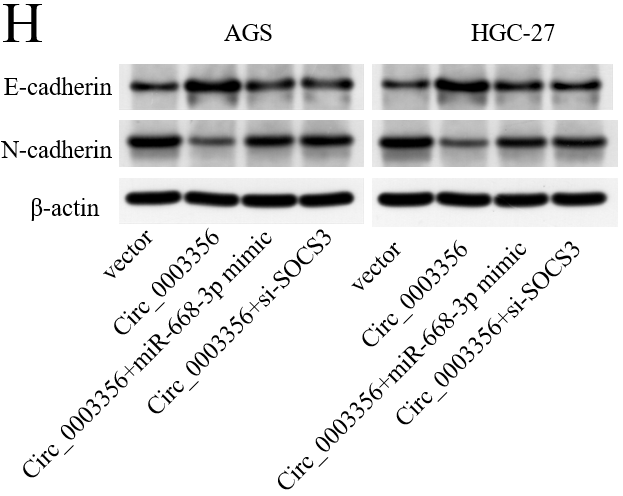 H
AGS
HGC-27
E-cadherin
N-cadherin
β-actin
vector
Circ_0003356
Circ_0003356+miR-668-3p mimic
Circ_0003356+si-SOCS3
vector
Circ_0003356
Circ_0003356+miR-668-3p mimic
Circ_0003356+si-SOCS3